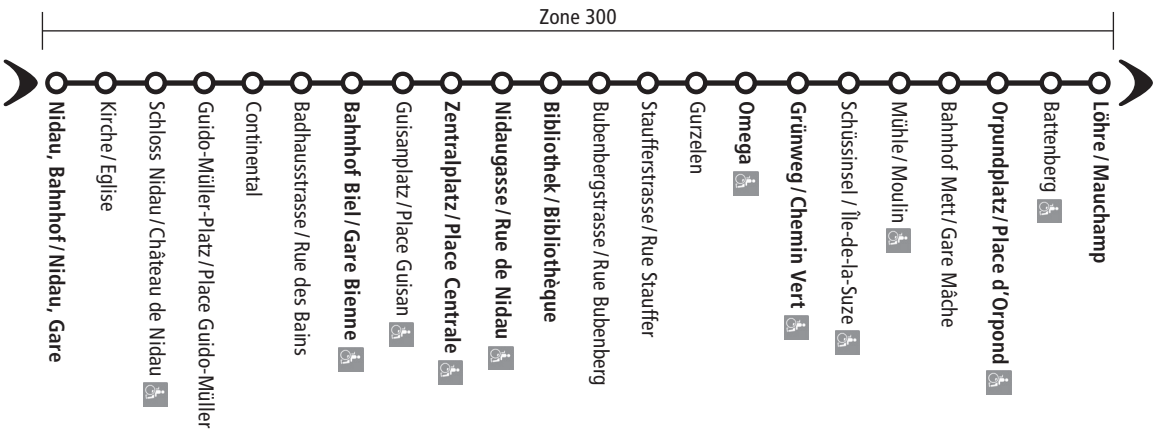 Zone 300
Nidau, Bahnhof / Nidau, Gare
Kirche / Eglise
Schloss Nidau / Château de Nidau
Guido-Müller-Platz / Place Guido-Müller
Continental
Badhausstrasse / Rue des Bains
Bahnhof Biel / Gare Bienne
Guisanplatz / Place Guisan
Zentralplatz / Place Centrale
Nidaugasse / Rue de Nidau
Bibliothek / Bibliothèque
Bubenbergstrasse / Rue Bubenberg
Staufferstrasse / Rue Stauffer
Gurzelen
Omega
Grünweg / Chemin Vert
Schüssinsel / Île-de-la-Suze
Mühle / Moulin
Bahnhof Mett / Gare Mâche
Orpundplatz / Place d'Orpond
Battenberg
Löhre / Mauchamp